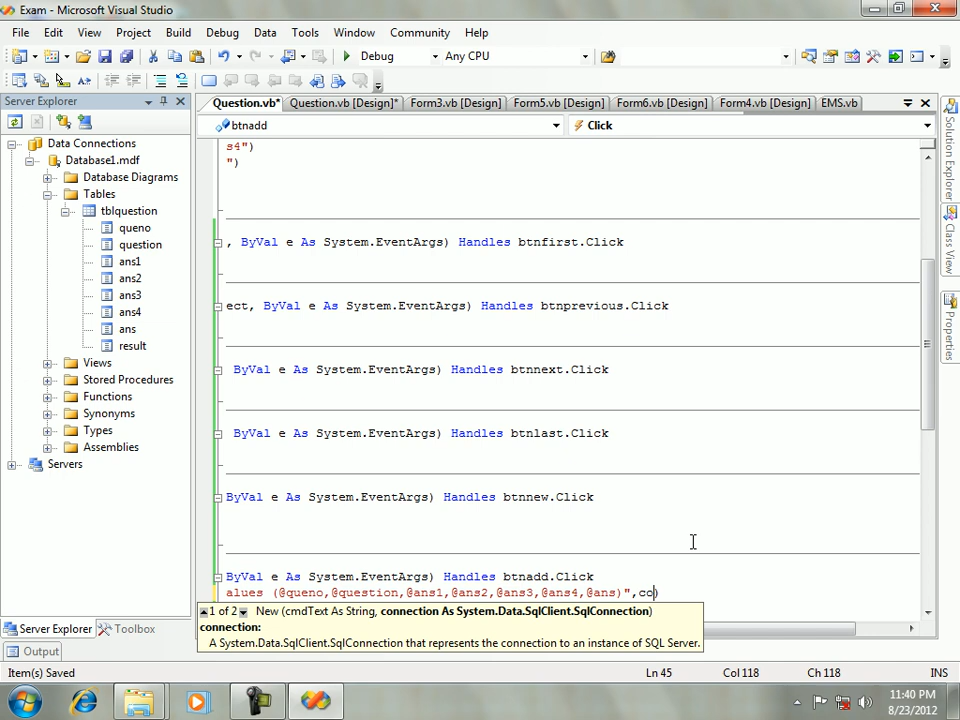 Exam - Microsoft Visual Studio
File Edit View Project Build Debug Data Tools Window Community Help
Debug Any CPU
Server Explorer
Question.vb* Question.vb [Design]* Form3.vb [Design] Form5.vb [Design] Form6.vb [Design] Form4.vb [Design] EMS.vb
btnadd Click
Data Connections
Database1.mdf
Database Diagrams
Tables
tblquestion
queno
question
ans1
ans2
ans3
ans4
ans
result
Views
Stored Procedures
Functions
Synonyms
Types
Assemblies
Servers
s4")
")
, ByVal e As System.EventArgs) Handles btnfirst.Click
ect, ByVal e As System.EventArgs) Handles btnprevious.Click
ByVal e As System.EventArgs) Handles btnnext.Click
ByVal e As System.EventArgs) Handles btnlast.Click
ByVal e As System.EventArgs) Handles btnnew.Click
ByVal e As System.EventArgs) Handles btnadd.Click
alues (@queno,@question,@ans1,@ans2,@ans3,@ans4,@ans)",co)
1 of 2 New (cmdText As String, connection As System.Data.SqlClient.SqlConnection)
connection:
A System.Data.SqlClient.SqlConnection that represents the connection to an instance of SQL Server.
Solution Explorer
Class View
Properties
Server Explorer Toolbox
Output
Item(s) Saved Ln 45 Col 118 Ch 118 INS
11:40 PM
8/23/2012